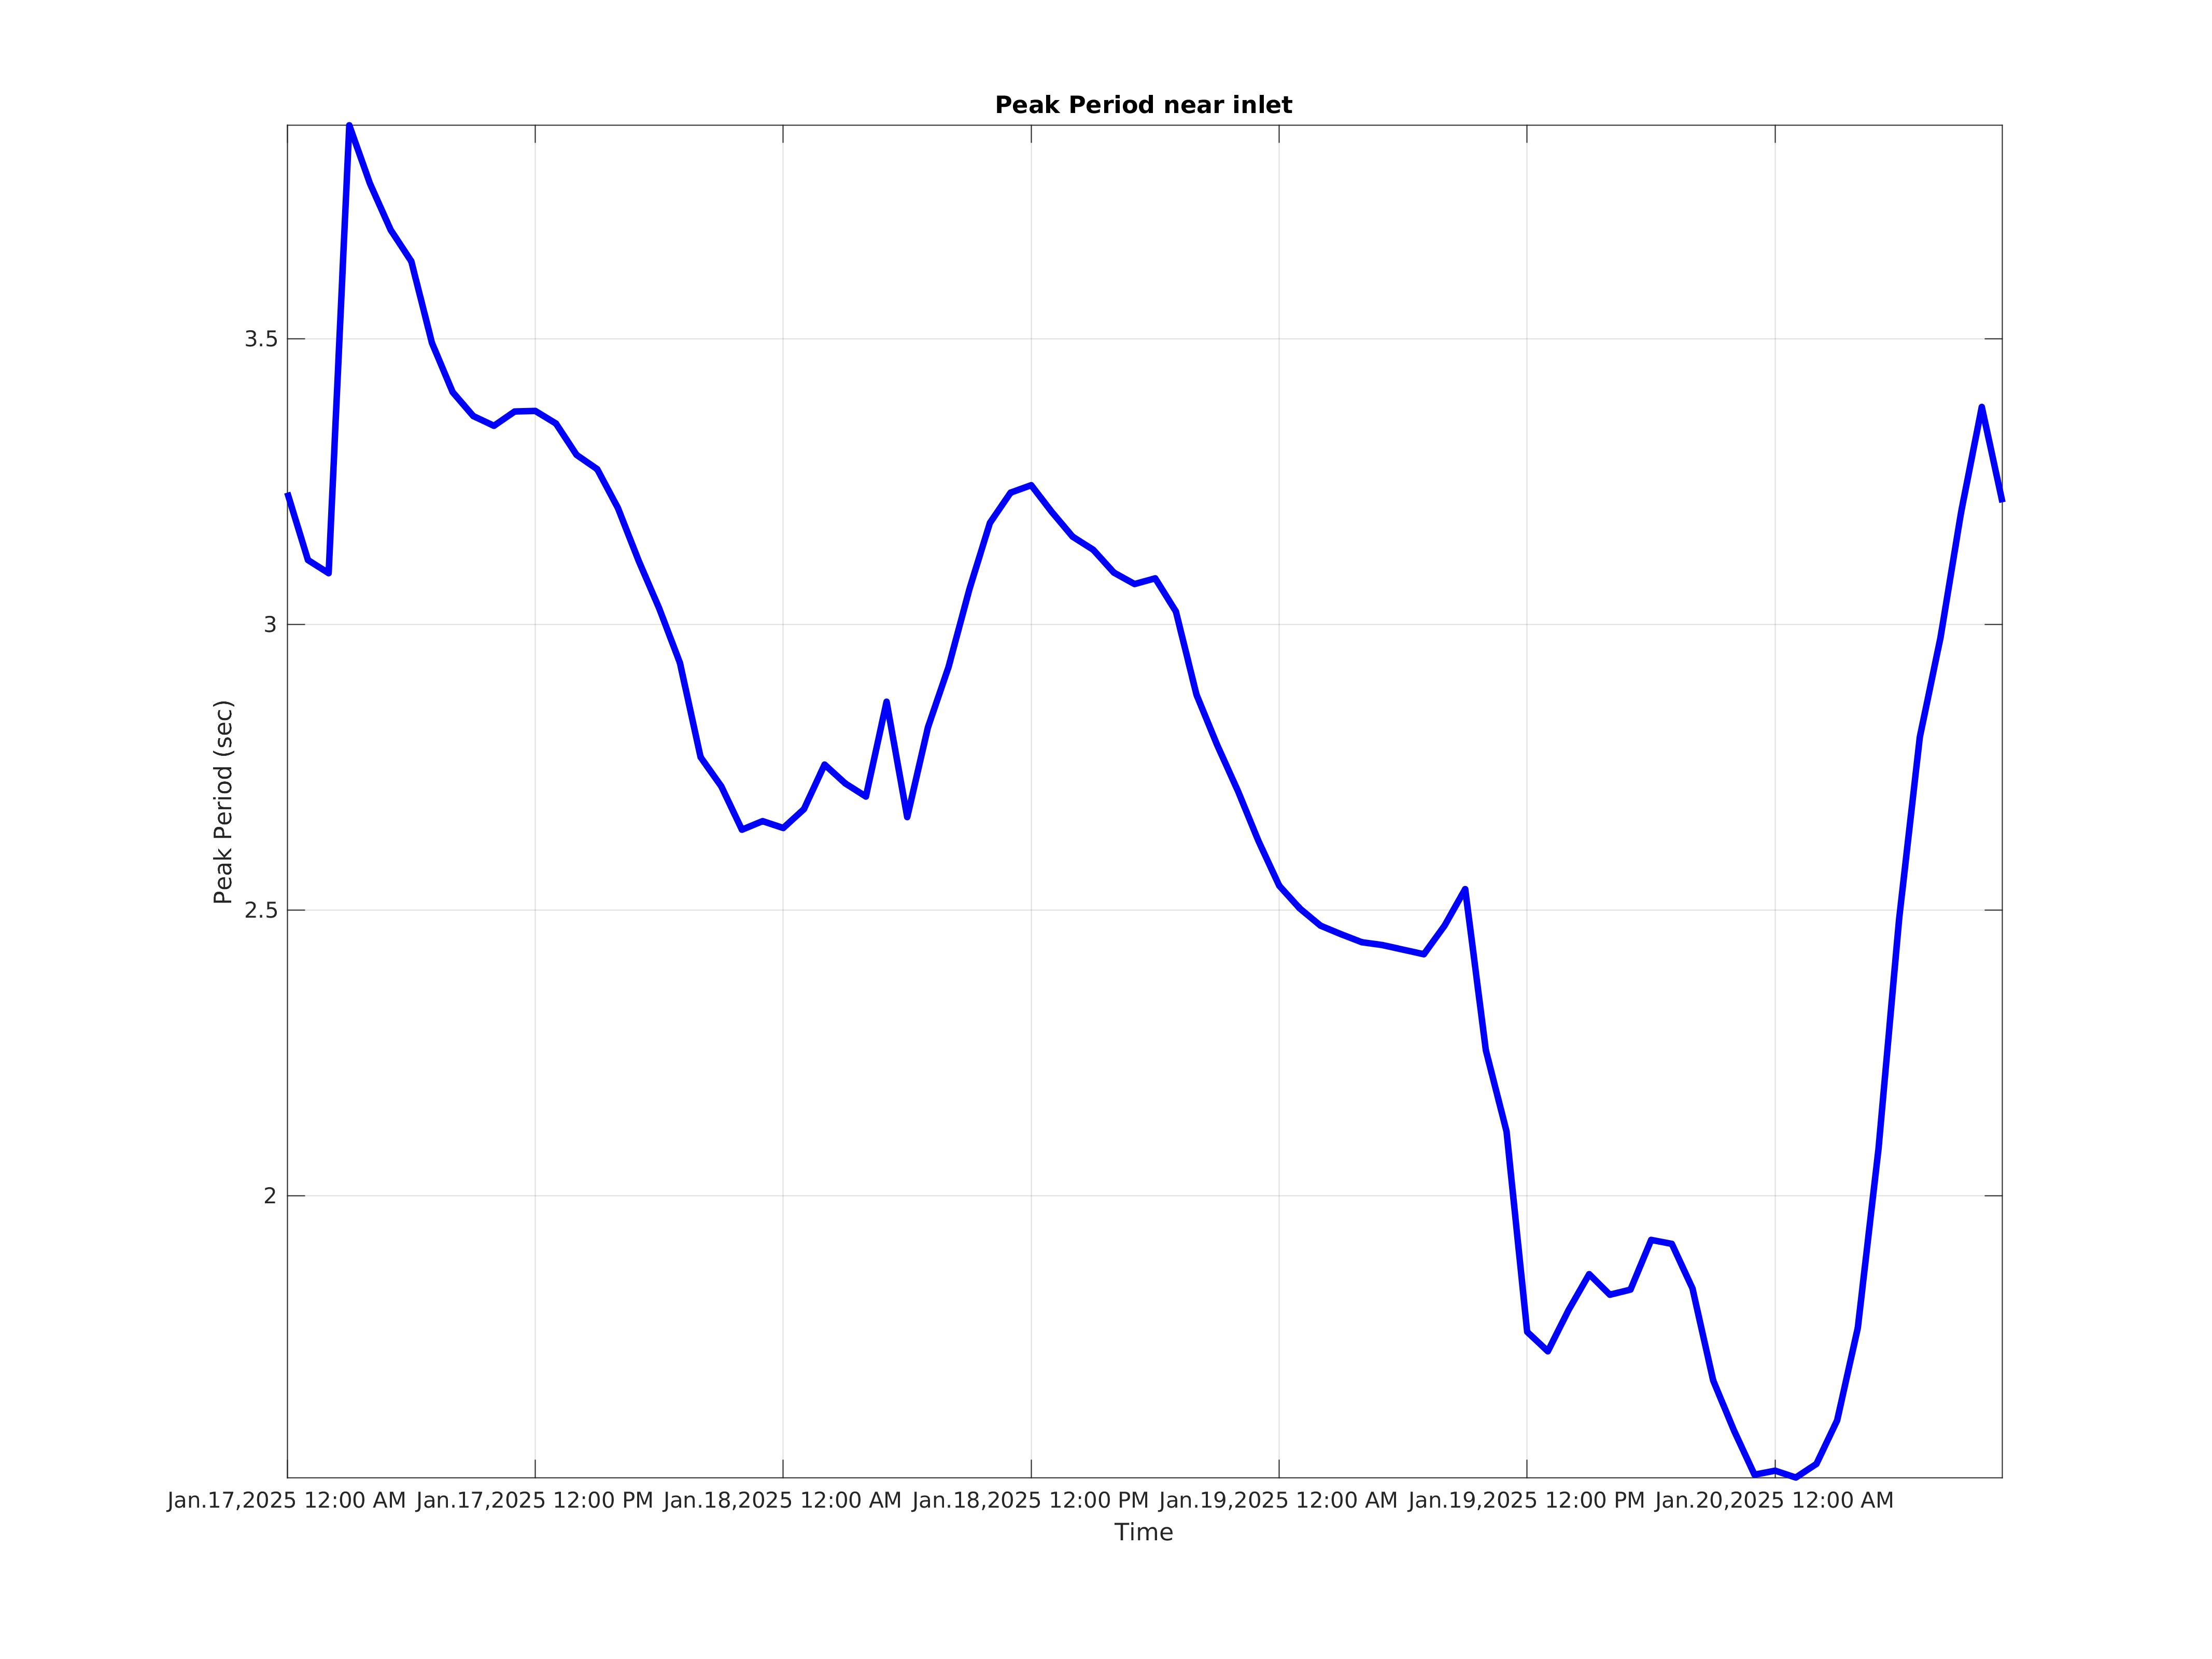 Peak Period near inlet
3.5
3
2.5
2
Peak Period (sec)
Jan.17,2025 12:00 AM Jan.17,2025 12:00 PM Jan.18,2025 12:00 AM Jan.18,2025 12:00 PM Jan.19,2025 12:00 AM Jan.19,2025 12:00 PM Jan.20,2025 12:00 AM
Time